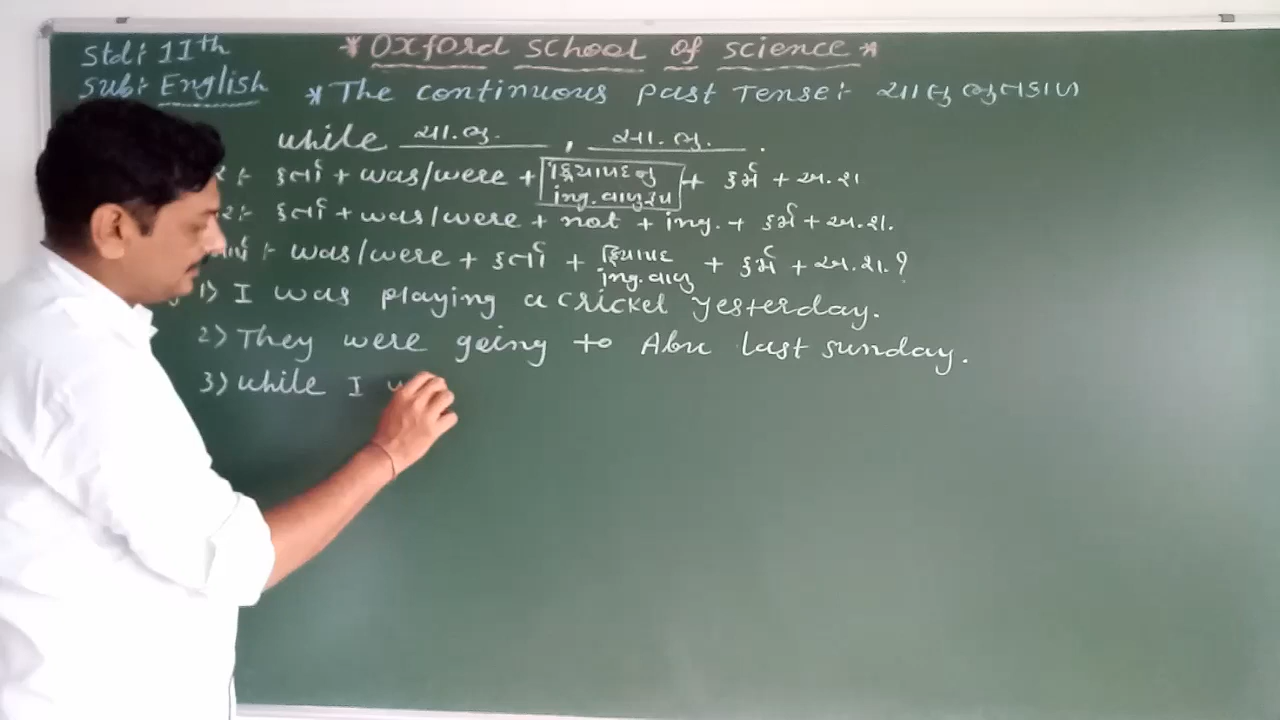 Std: 11th
* Oxford School of science *
Sub: English
* The continuous Past Tense:- ચાલુ ભુતકાળ
while ચા.ભુ. , ચા.ભુ. .
કર્તા + was/were + ક્રિયાપદનું ing. વાળુ રૂપ + કર્મ + અ.શ
કર્તા + was/were + not + ing. + કર્મ + અ.શ.
:- was/were + કર્તા + ક્રિયાપદ ing. વાળુ + કર્મ + અ.શ.?
1) I was playing a cricket yesterday.
2) They were going to Abu last sunday.
3) while I w